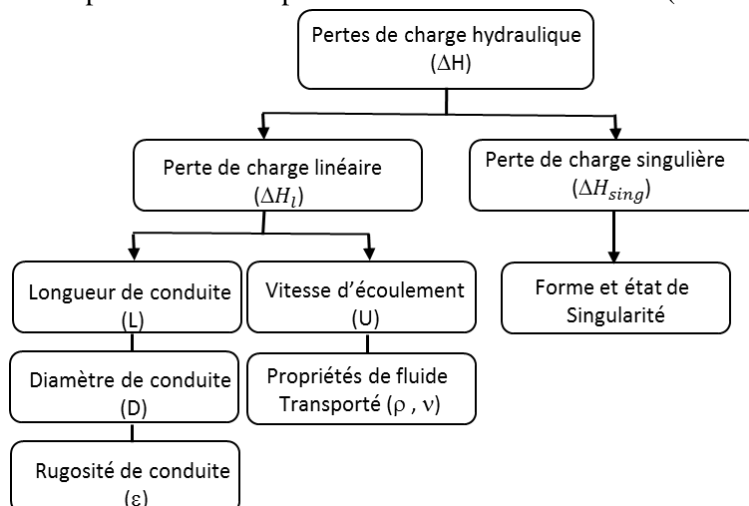 Pertes de charge hydraulique
(ΔH)
Perte de charge linéaire
(ΔH_l)
Perte de charge singulière
(ΔH_sing)
Longueur de conduite
(L)
Vitesse d'écoulement
(U)
Forme et état de
Singularité
Diamètre de conduite
(D)
Propriétés de fluide
Transporté (ρ , ν)
Rugosité de conduite
(ε)